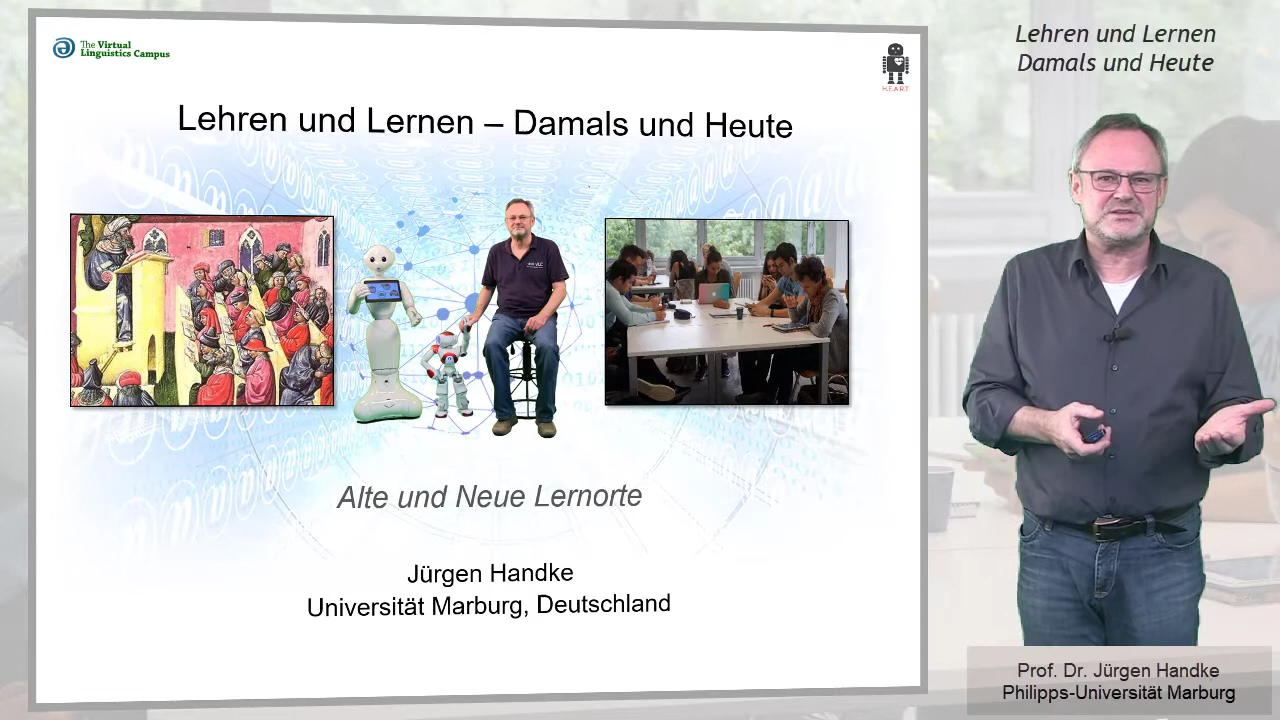 The Virtual
Linguistics Campus
H.E.A.R.T.
Lehren und Lernen – Damals und Heute
Alte und Neue Lernorte
Jürgen Handke
Universität Marburg, Deutschland
Lehren und Lernen
Damals und Heute
Prof. Dr. Jürgen Handke
Philipps-Universität Marburg